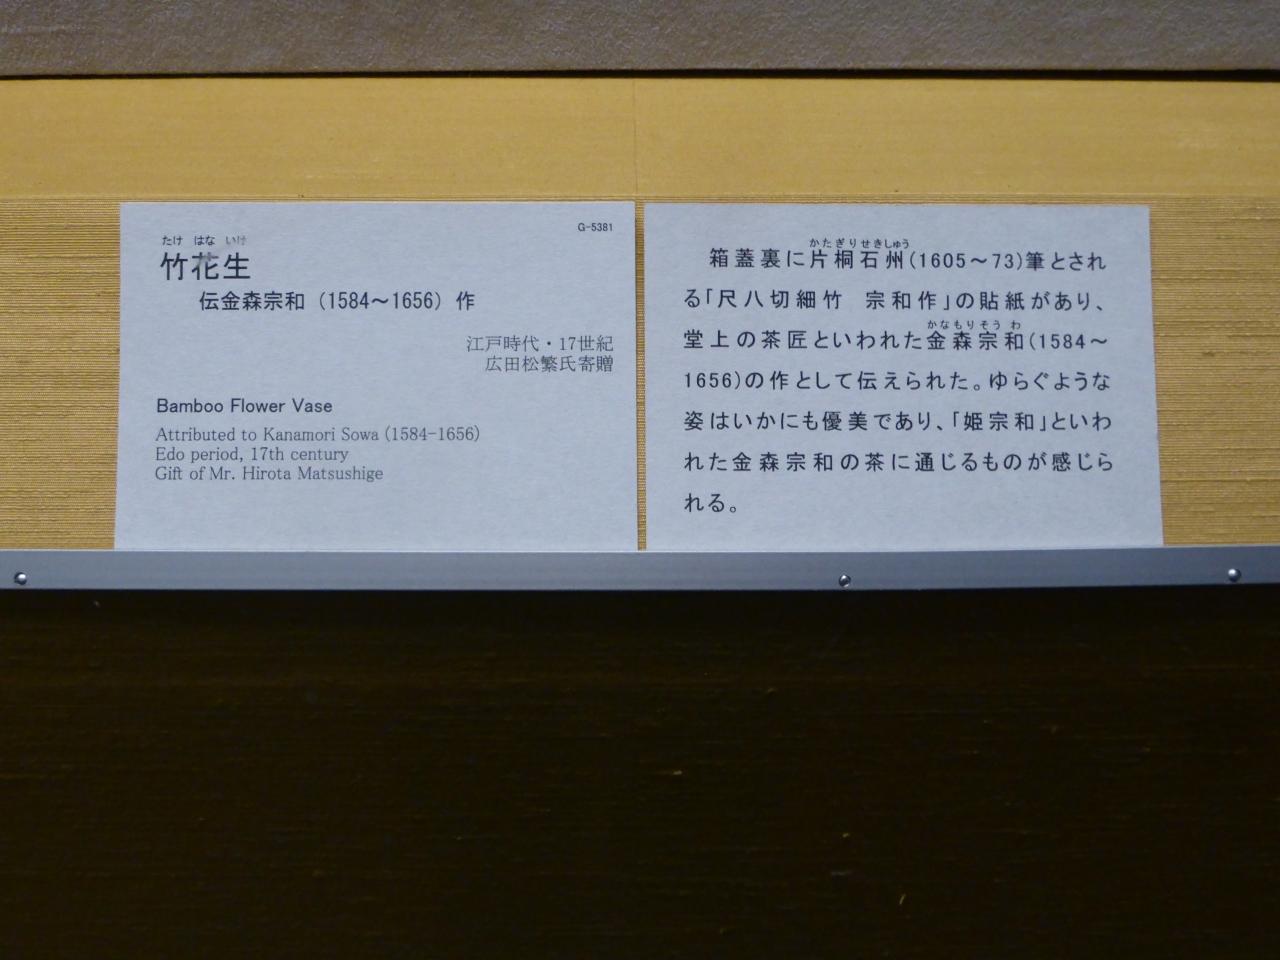 G-5381
たけ はな いけ
竹花生
伝金森宗和（1584～1656）作
江戸時代・17世紀
広田松繁氏寄贈
Bamboo Flower Vase
Attributed to Kanamori Sowa (1584-1656)
Edo period, 17th century
Gift of Mr. Hirota Matsushige
かたぎりせきしゅう
箱蓋裏に片桐石州(1605～73)筆とされ
る「尺八切細竹　宗和作」の貼紙があり、
かなもりそう わ
堂上の茶匠といわれた金森宗和(1584～
1656)の作として伝えられた。ゆらぐような
姿はいかにも優美であり、「姫宗和」といわ
れた金森宗和の茶に通じるものが感じら
れる。